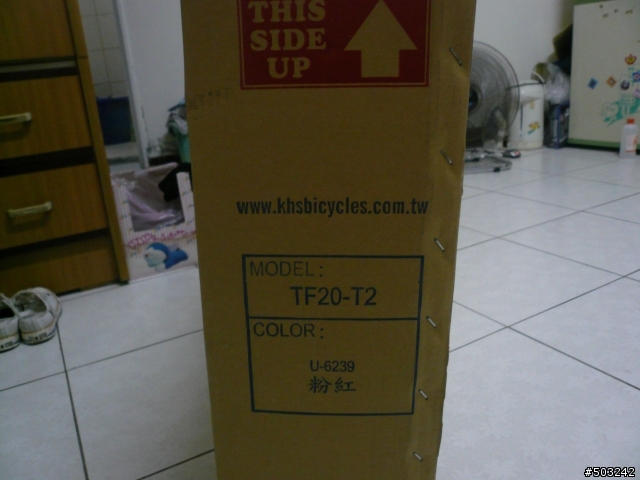 THIS
SIDE
UP
www.khsbicycles.com.tw
MODEL:
TF20-T2
COLOR:
U-6239
粉紅
#503242